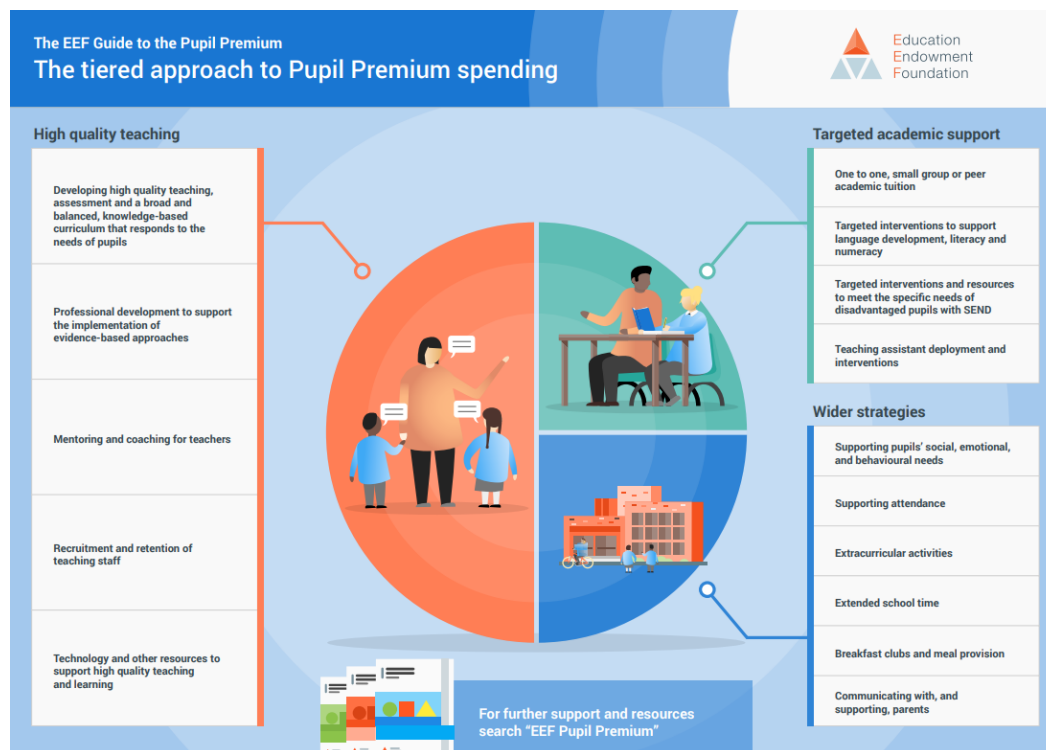 The EEF Guide to the Pupil Premium
The tiered approach to Pupil Premium spending
Education
Endowment
Foundation
High quality teaching
Developing high quality teaching,
assessment and a broad and
balanced, knowledge-based
curriculum that responds to the
needs of pupils
Professional development to support
the implementation of
evidence-based approaches
Mentoring and coaching for teachers
Recruitment and retention of
teaching staff
Technology and other resources to
support high quality teaching
and learning
Targeted academic support
One to one, small group or peer
academic tuition
Targeted interventions to support
language development, literacy and
numeracy
Targeted interventions and resources
to meet the specific needs of
disadvantaged pupils with SEND
Teaching assistant deployment and
interventions
Wider strategies
Supporting pupils' social, emotional,
and behavioural needs
Supporting attendance
Extracurricular activities
Extended school time
Breakfast clubs and meal provision
Communicating with, and
supporting, parents
For further support and resources
search “EEF Pupil Premium”